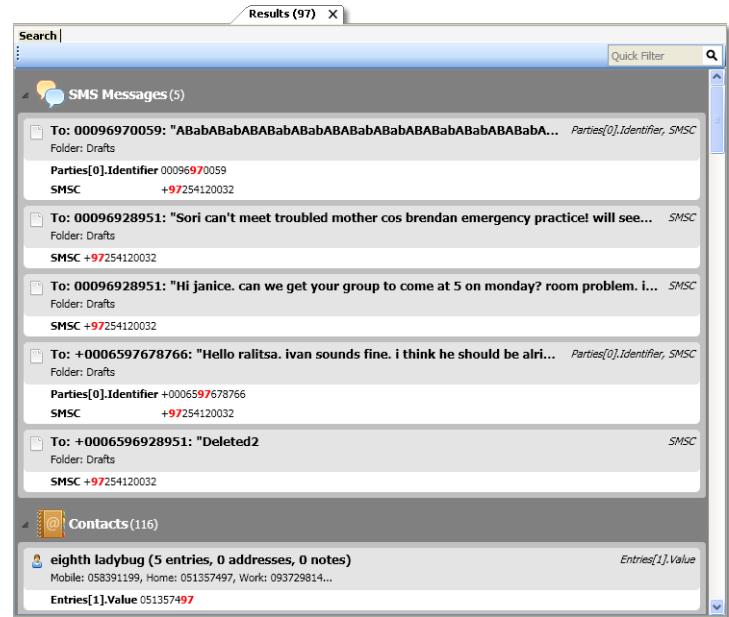 Results (97) X
Search
Quick Filter
SMS Messages (5)
To: 00096970059: "ABabABabABABabABabABABabABabABABabABabABABabA... Parties[0].Identifier, SMSC
Folder: Drafts
Parties[0].Identifier 00096970059
SMSC +97254120032
To: 00096928951: "Sori can't meet troubled mother cos brendan emergency practice! will see... SMSC
Folder: Drafts
SMSC +97254120032
To: 00096928951: "Hi janice. can we get your group to come at 5 on monday? room problem. i... SMSC
Folder: Drafts
SMSC +97254120032
To: +0006597678766: "Hello ralitsa. ivan sounds fine. i think he should be alri... Parties[0].Identifier, SMSC
Folder: Drafts
Parties[0].Identifier +0006597678766
SMSC +97254120032
To: +0006596928951: "Deleted2 SMSC
Folder: Drafts
SMSC +97254120032
Contacts (116)
eighth ladybug (5 entries, 0 addresses, 0 notes) Entries[1].Value
Mobile: 058391199, Home: 051357497, Work: 093729814...
Entries[1].Value 051357497